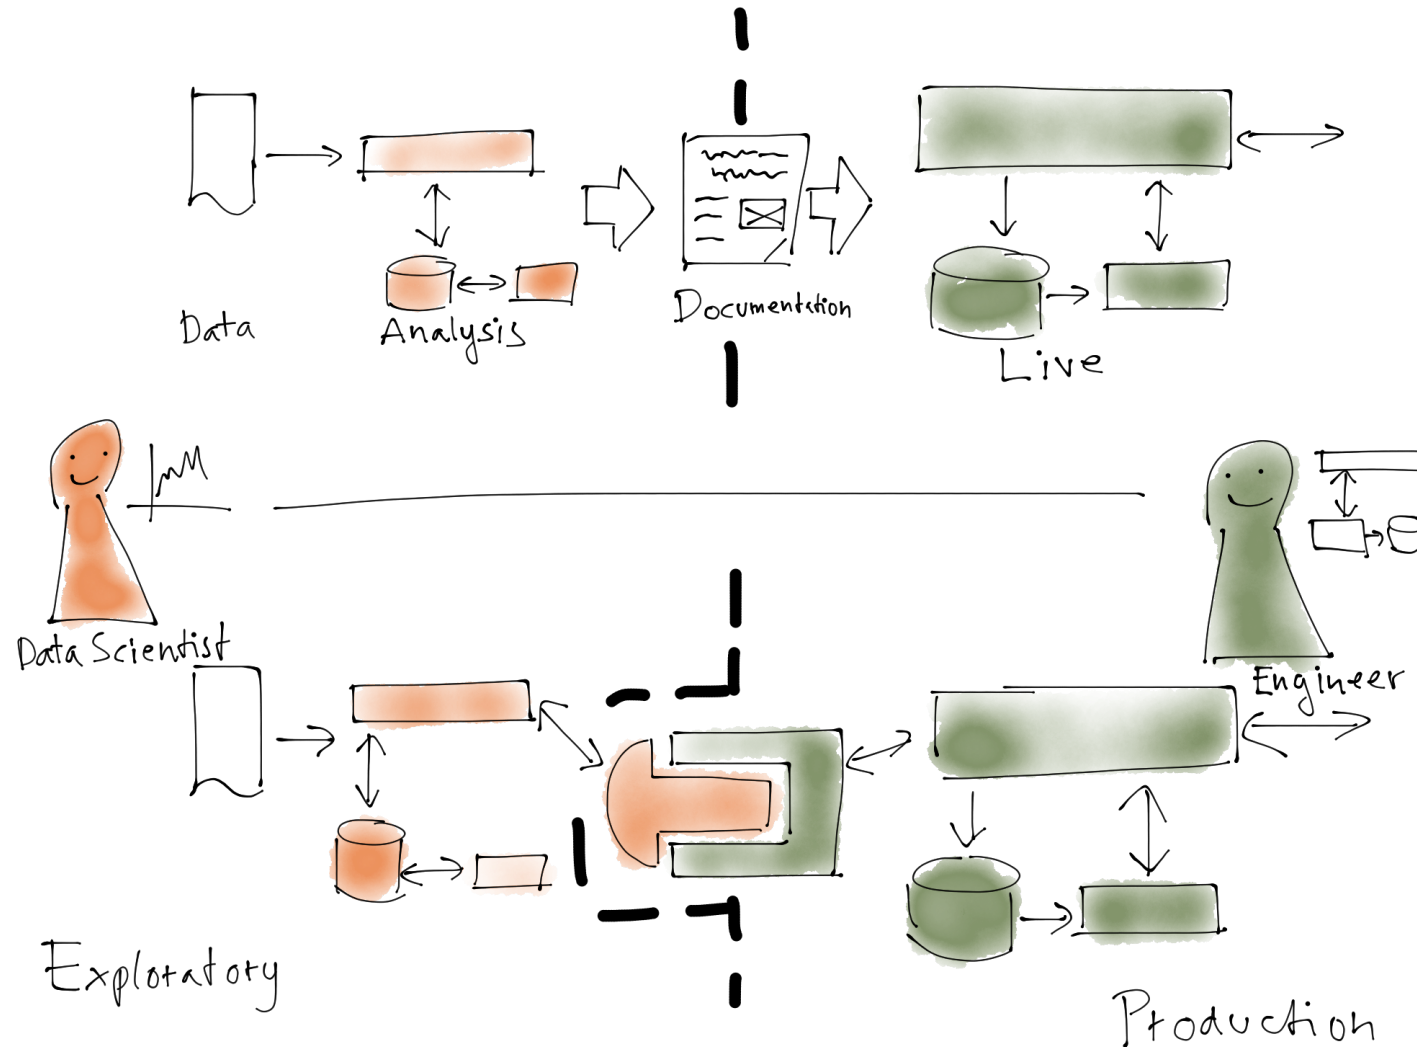 Data
Analysis
Documentation
Live
Data Scientist
Engineer
Exploratory
Production